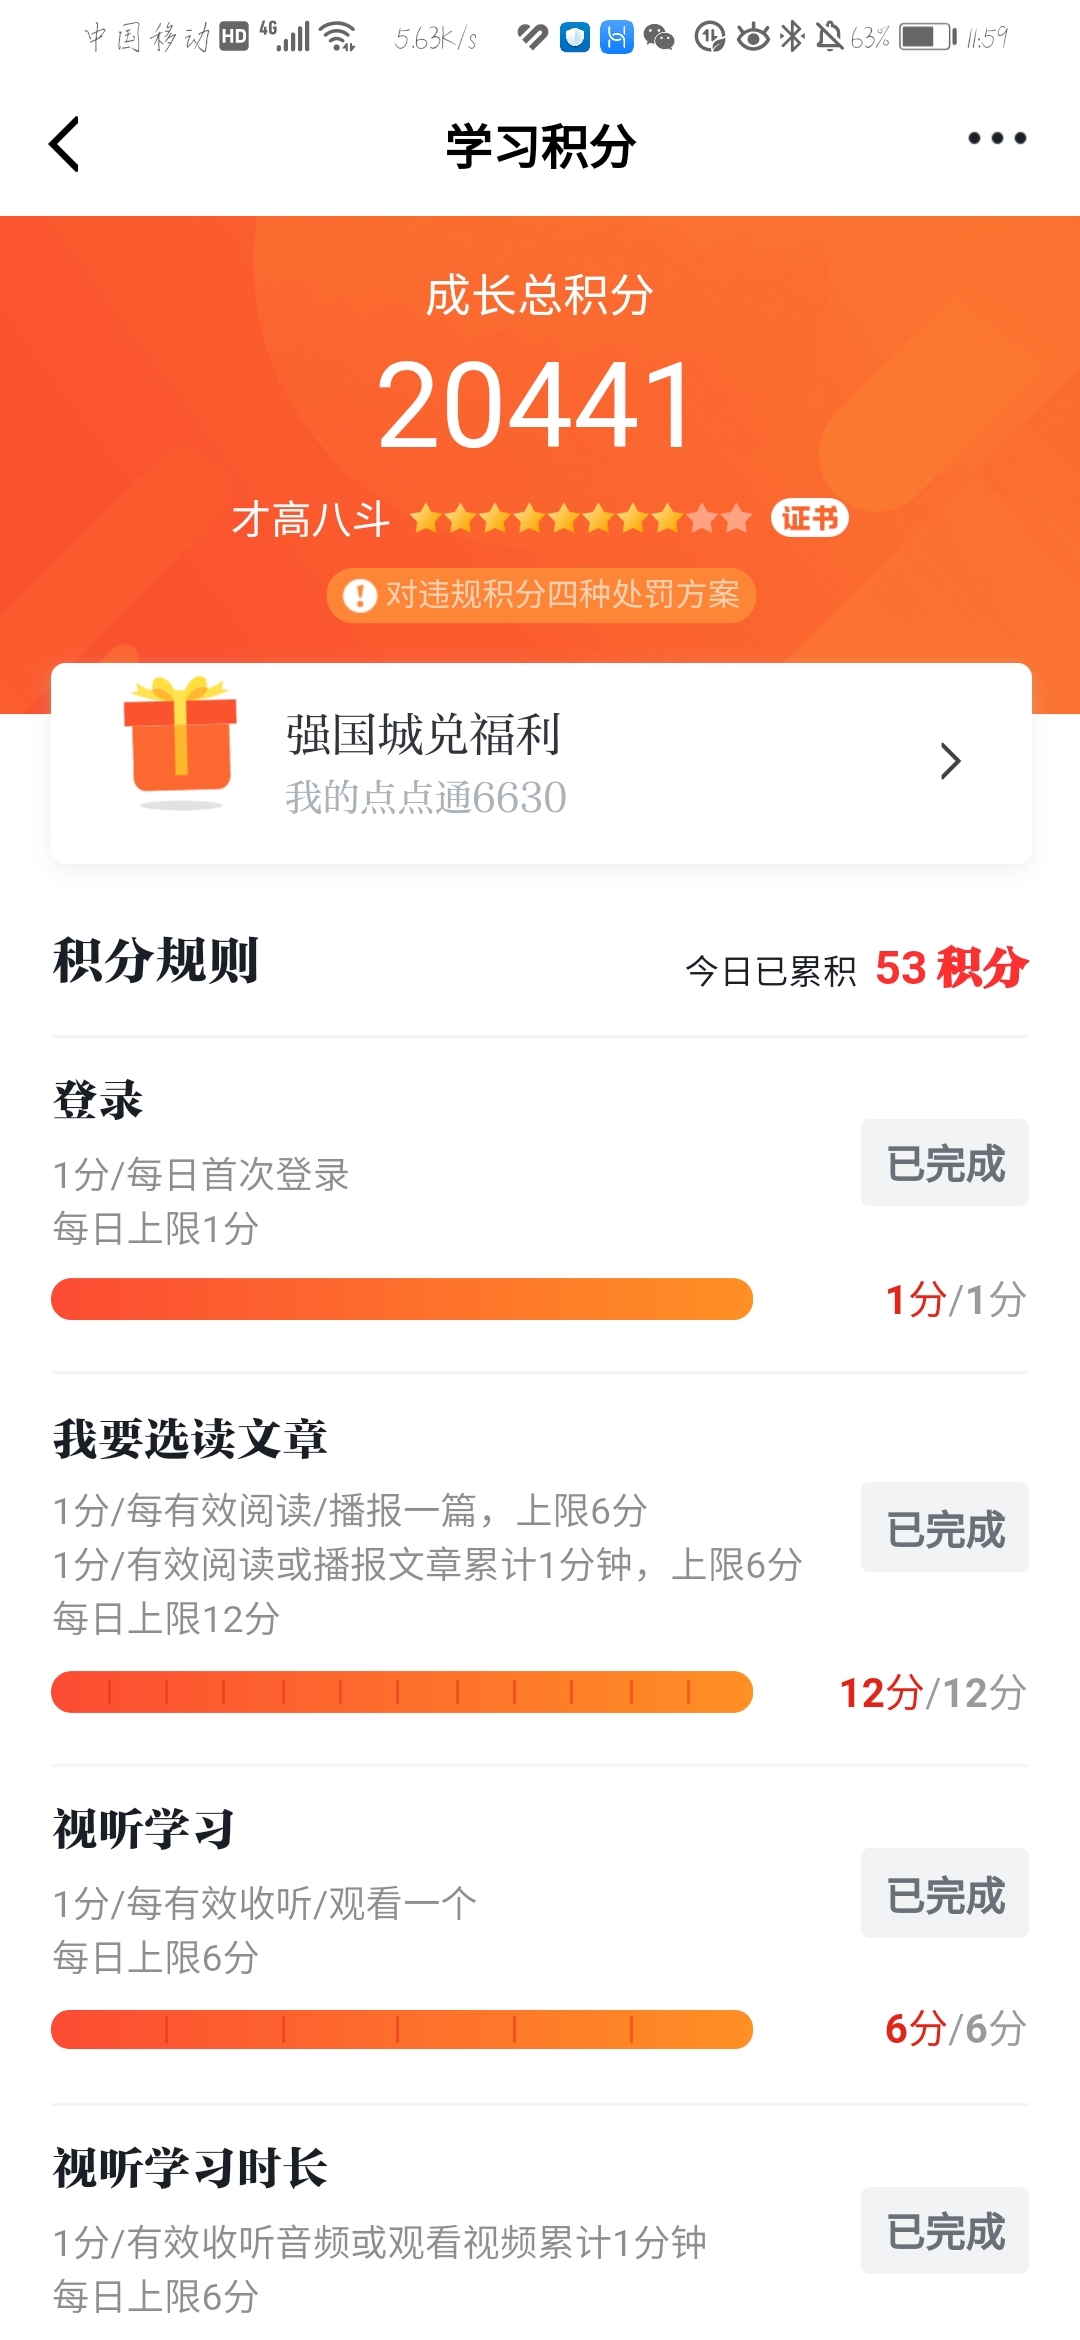 中国移动 HD 4G 5.63K/s 63% 11:59
学习积分
成长总积分
20441
才高八斗 证书
对违规积分四种处罚方案
强国城兑福利
我的点点通6630
积分规则
今日已累积 53 积分
登录
1分/每日首次登录
每日上限1分
已完成
1分/1分
我要选读文章
1分/每有效阅读/播报一篇，上限6分
1分/有效阅读或播报文章累计1分钟，上限6分
每日上限12分
已完成
12分/12分
视听学习
1分/每有效收听/观看一个
每日上限6分
已完成
6分/6分
视听学习时长
1分/有效收听音频或观看视频累计1分钟
每日上限6分
已完成